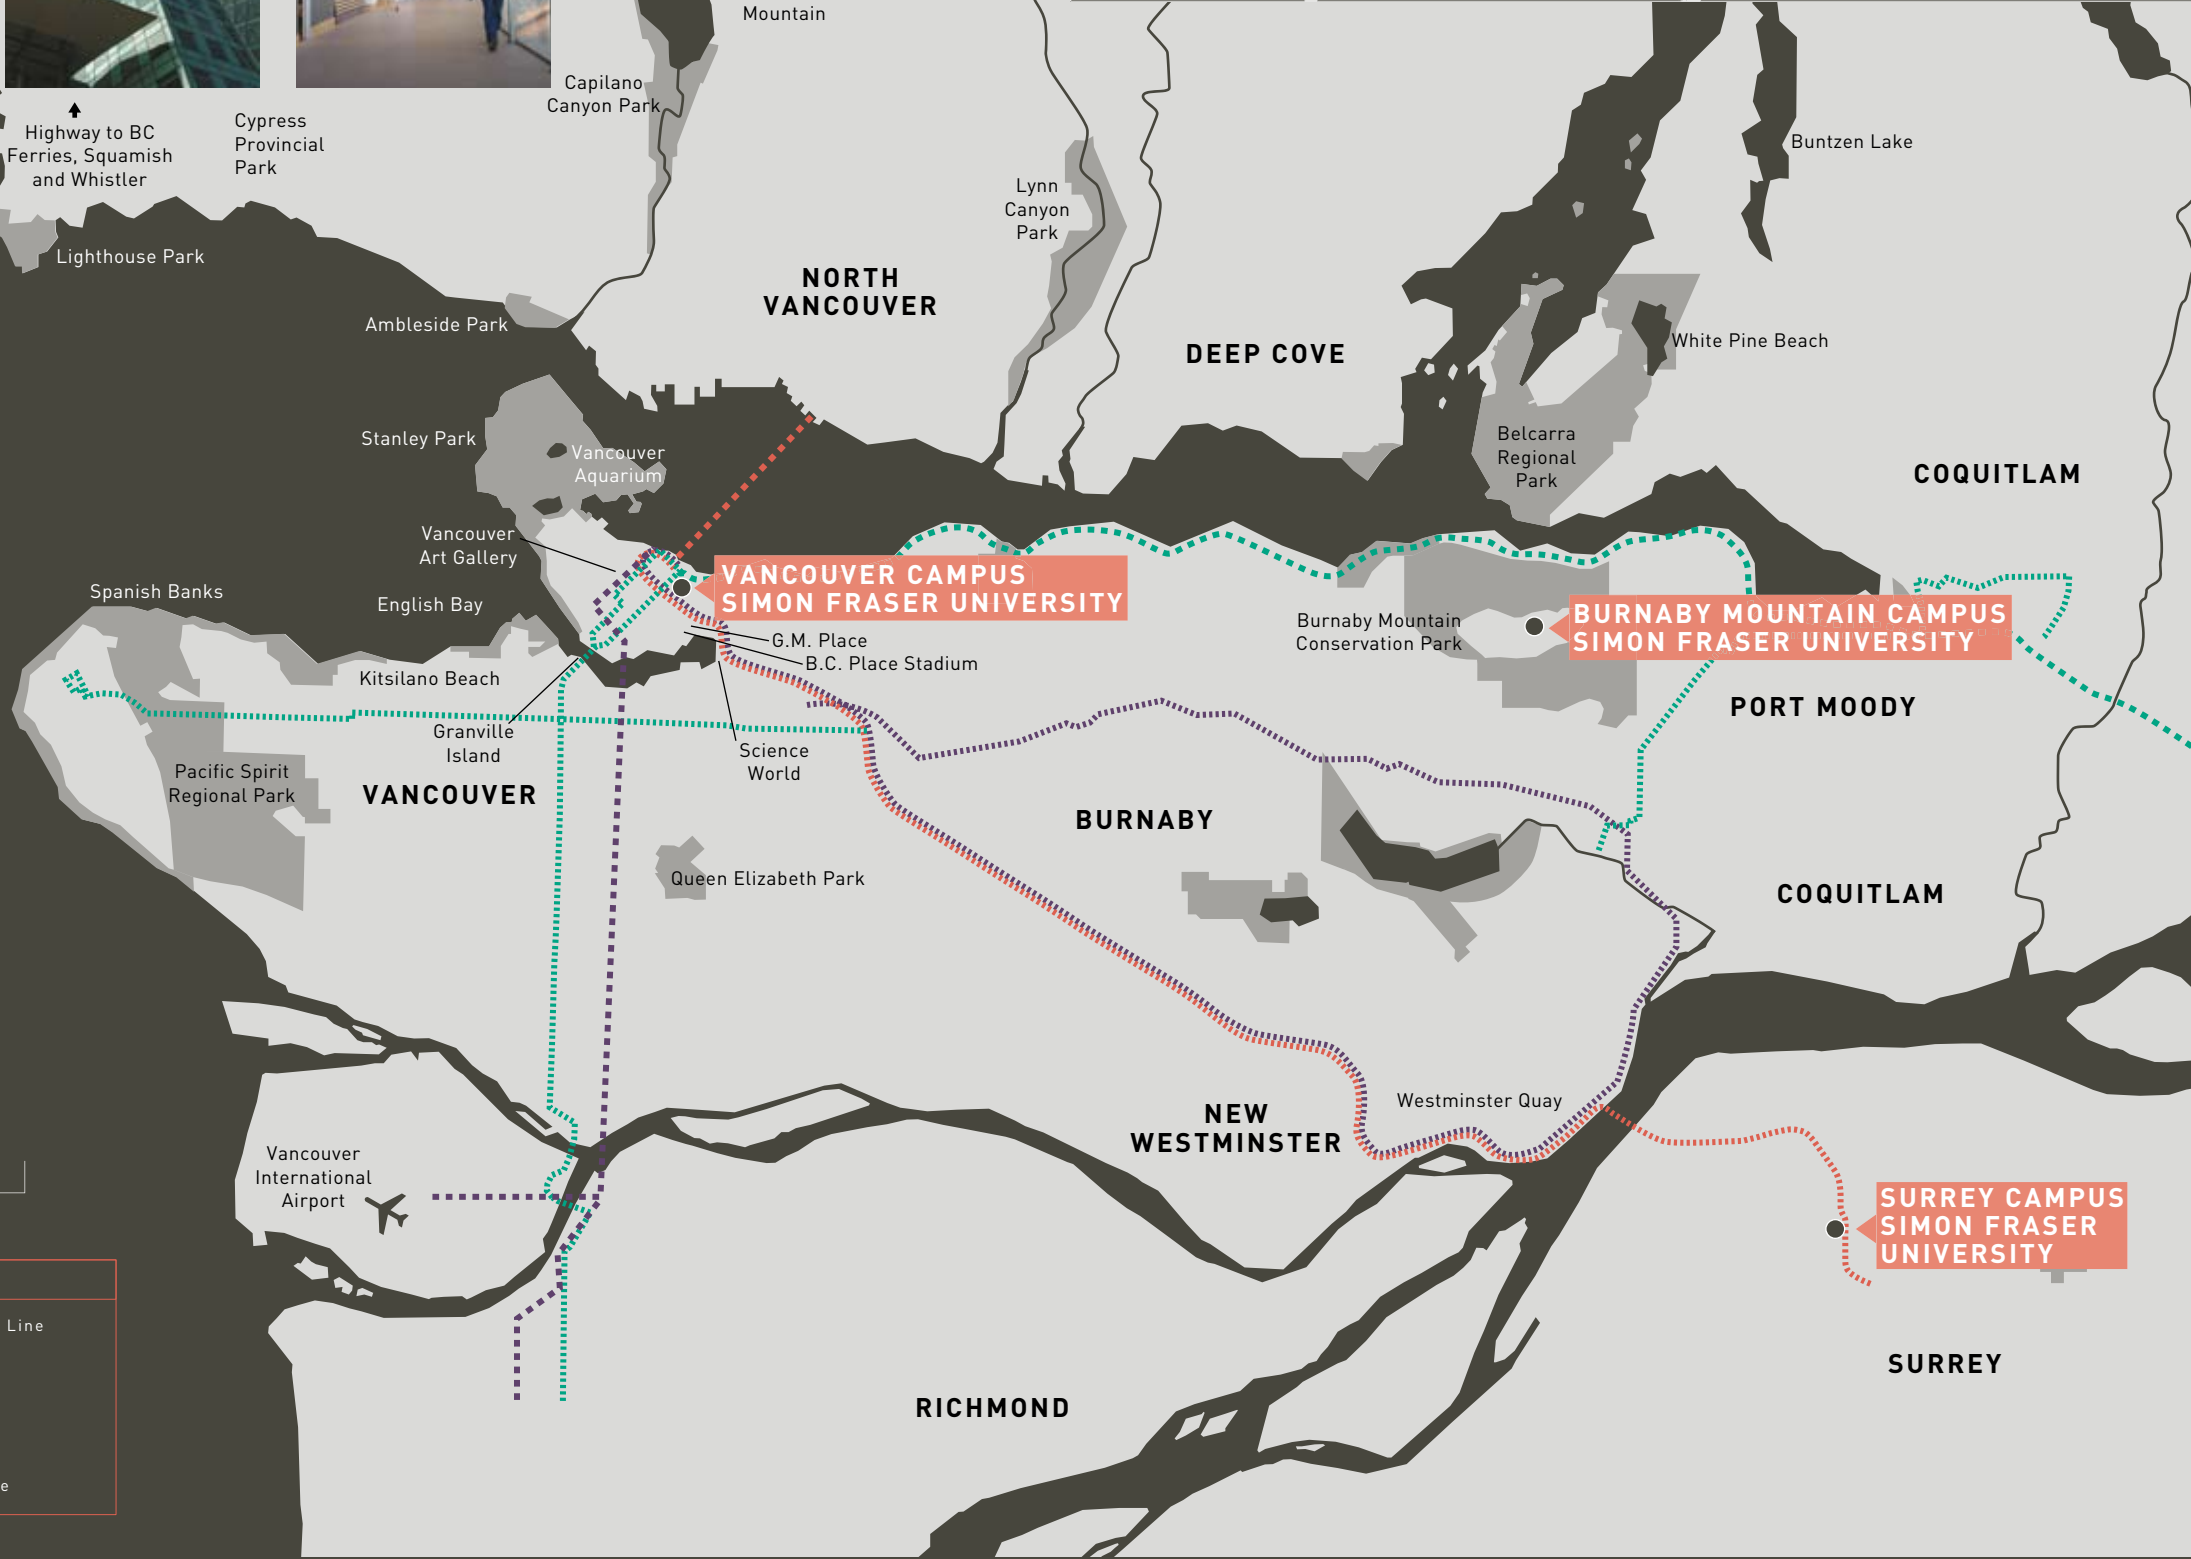 Mountain
Capilano
Canyon Park
Highway to BC
Ferries, Squamish
and Whistler
Cypress
Provincial
Park
Buntzen Lake
Lynn
Canyon
Park
Lighthouse Park
NORTH
VANCOUVER
Ambleside Park
DEEP COVE
White Pine Beach
Stanley Park
Vancouver
Aquarium
Belcarra
Regional
Park
COQUITLAM
Vancouver
Art Gallery
VANCOUVER CAMPUS
SIMON FRASER UNIVERSITY
Spanish Banks
English Bay
Burnaby Mountain
Conservation Park
BURNABY MOUNTAIN CAMPUS
SIMON FRASER UNIVERSITY
G.M. Place
B.C. Place Stadium
Kitsilano Beach
PORT MOODY
Granville
Island
Science
World
Pacific Spirit
Regional Park
VANCOUVER
BURNABY
Queen Elizabeth Park
COQUITLAM
NEW
WESTMINSTER
Westminster Quay
Vancouver
International
Airport
SURREY CAMPUS
SIMON FRASER
UNIVERSITY
Line
SURREY
RICHMOND
e